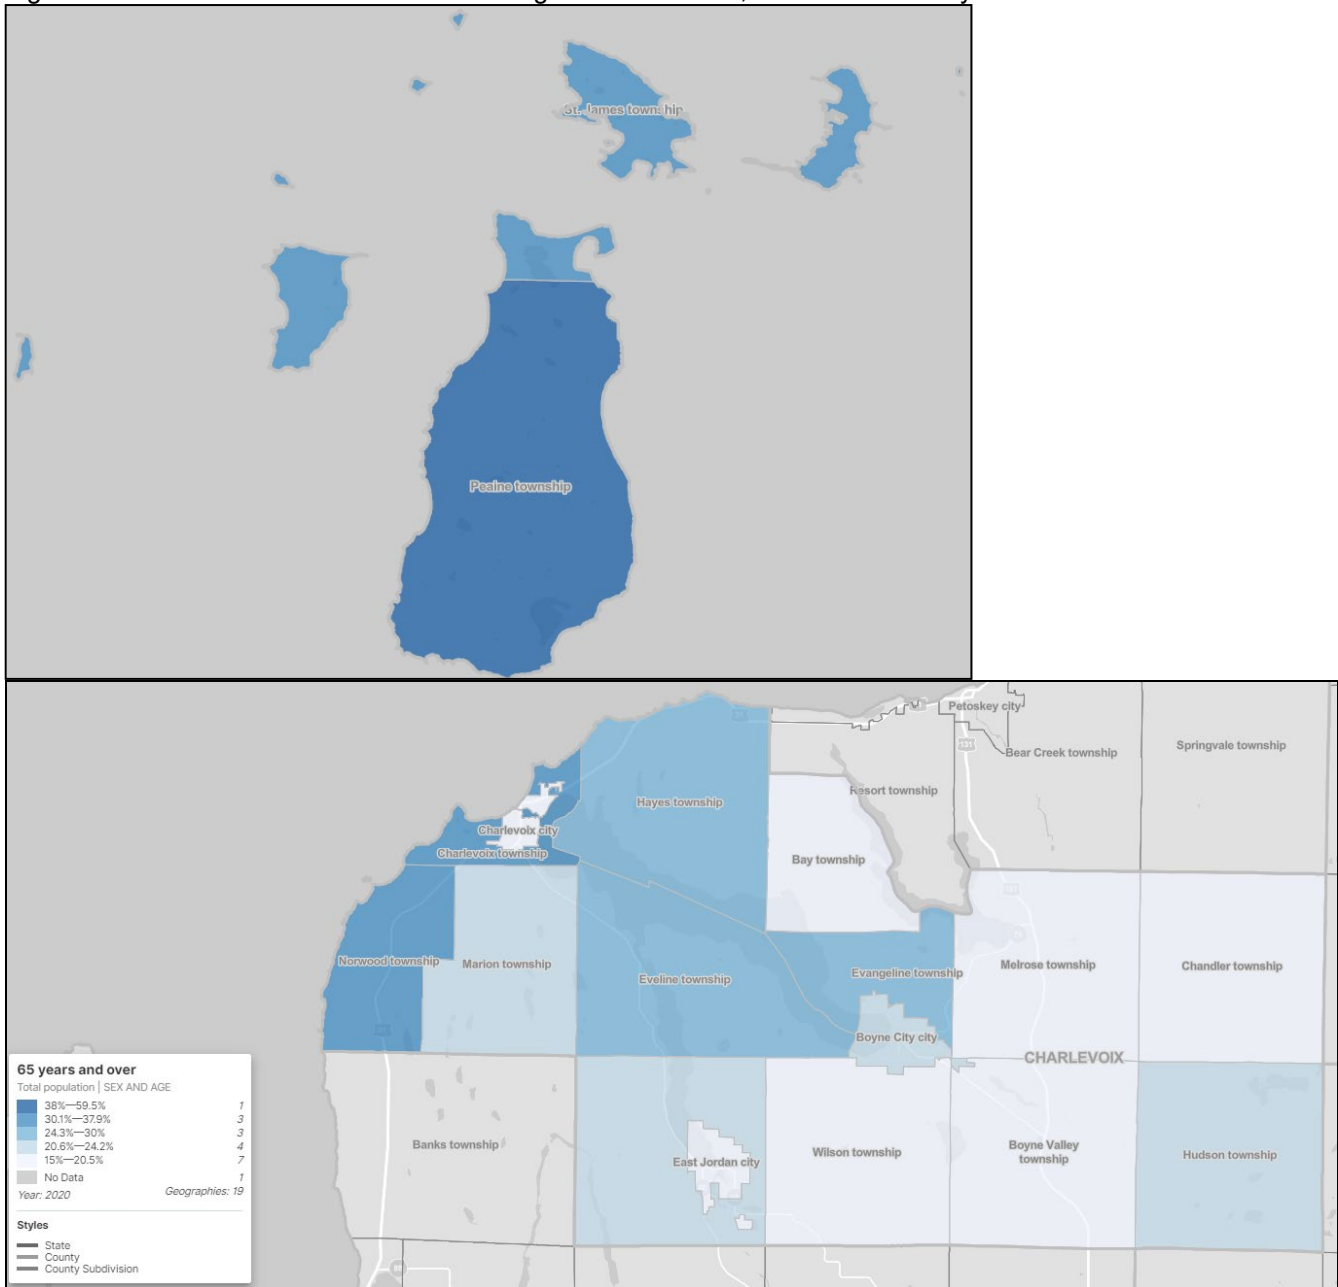 St. James township
Peaine township
Petoskey city
Bear Creek township
Springvale township
Resort township
Hayes township
Charlevoix city
Charlevoix township
Bay township
Norwood township
Marion township
Eveline township
Evangeline township
Melrose township
Chandler township
Boyne City city
CHARLEVOIX
Banks township
East Jordan city
Wilson township
Boyne Valley
township
Hudson township
65 years and over
Total population | SEX AND AGE
38%—59.5% 1
30.1%—37.9% 3
24.3%—30% 3
20.6%—24.2% 4
15%—20.5% 7
No Data 1
Year: 2020 Geographies: 19
Styles
State
County
County Subdivision